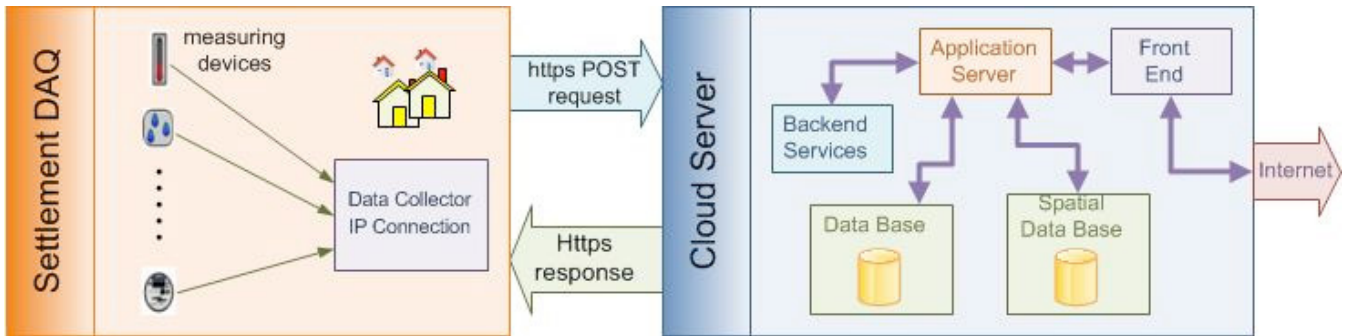 Settlement DAQ
measuring
devices
Data Collector
IP Connection
https POST
request
Https
response
Cloud Server
Application
Server
Front
End
Backend
Services
Data Base
Spatial
Data Base
Internet